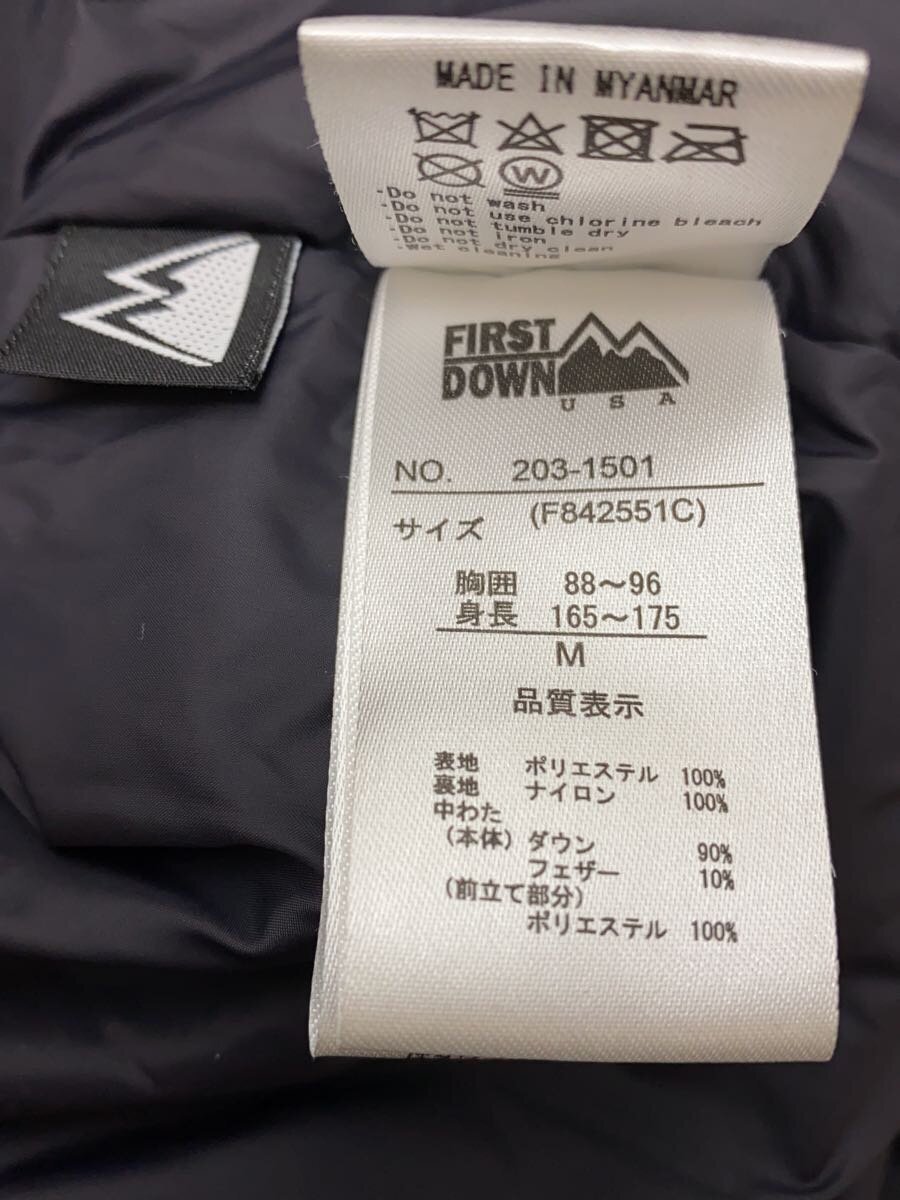 MADE IN MYANMAR
W
-Do not wash
-Do not use chlorine bleach
-Do not tumble dry
-Do not iron
-Do not dry clean
-Wet cleaning
FIRST
DOWN
USA
NO. 203-1501
サイズ (F842551C)
胸囲 88～96
身長 165～175
M
品質表示
表地 ポリエステル 100%
裏地 ナイロン 100%
中わた
(本体) ダウン 90%
フェザー 10%
(前立て部分)
ポリエステル 100%